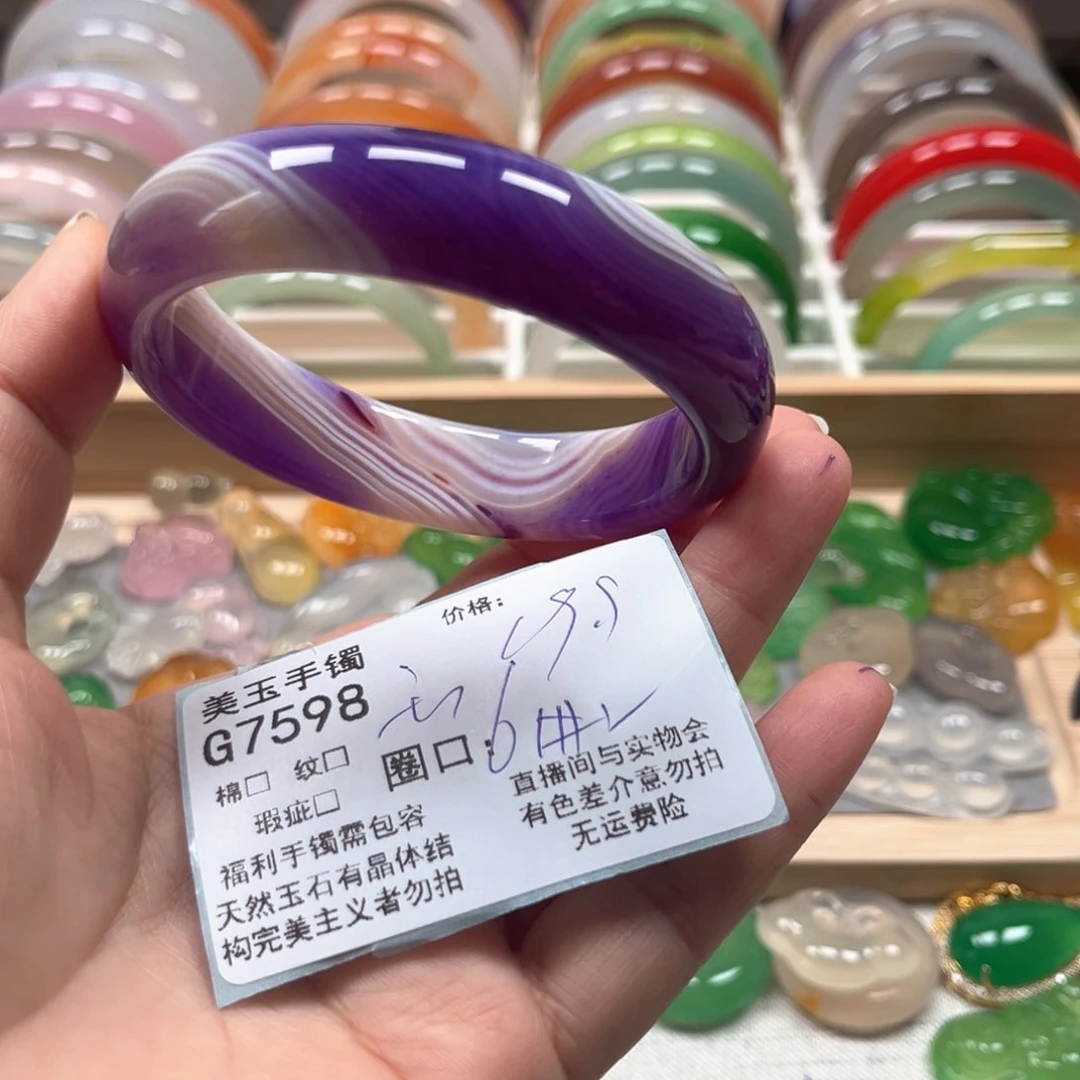 价格:
美玉手镯
G7598
棉□ 纹□
圈口:
瑕疵□
福利手镯需包容
天然玉石有晶体结
构完美主义者勿拍
直播间与实物会
有色差介意勿拍
无运费险